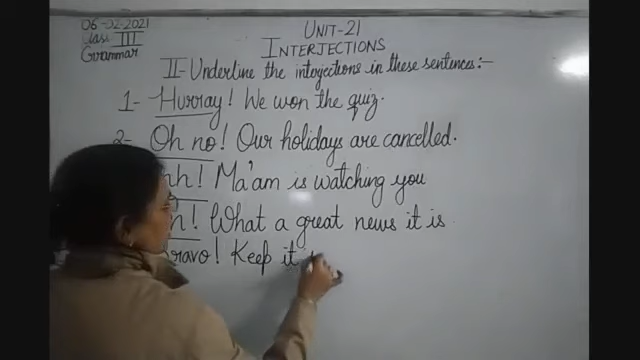 06-02-2021
UNIT-21
Class III
INTERJECTIONS
Grammar
II- Underline the interjections in these sentences:-
1- Hurray! We won the quiz.
2- Oh no! Our holidays are cancelled.
Ma'am is watching you
What a great news it is
Bravo! Keep it